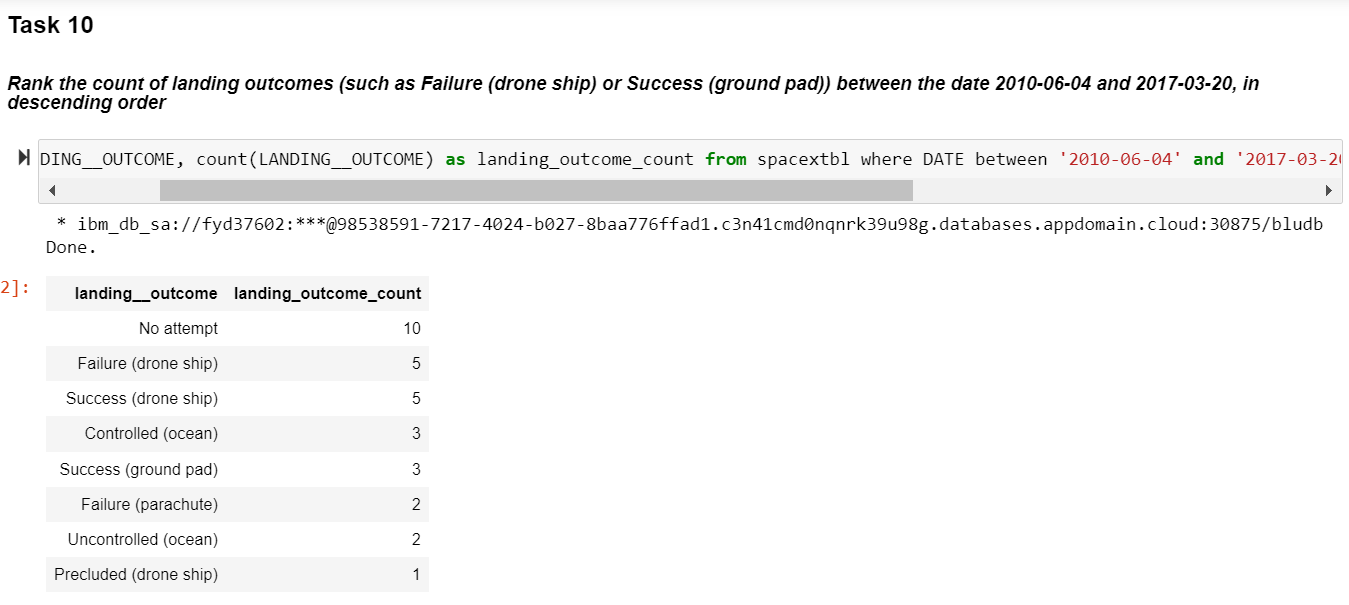 Task 10
Rank the count of landing outcomes (such as Failure (drone ship) or Success (ground pad)) between the date 2010-06-04 and 2017-03-20, in
descending order
DING__OUTCOME, count(LANDING__OUTCOME) as landing_outcome_count from spacextbl where DATE between '2010-06-04' and '2017-03-2
* ibm_db_sa://fyd37602:***@98538591-7217-4024-b027-8baa776ffad1.c3n41cmd0nqnrk39u98g.databases.appdomain.cloud:30875/bludb
Done.
2]:
landing__outcome landing_outcome_count
No attempt 10
Failure (drone ship) 5
Success (drone ship) 5
Controlled (ocean) 3
Success (ground pad) 3
Failure (parachute) 2
Uncontrolled (ocean) 2
Precluded (drone ship) 1